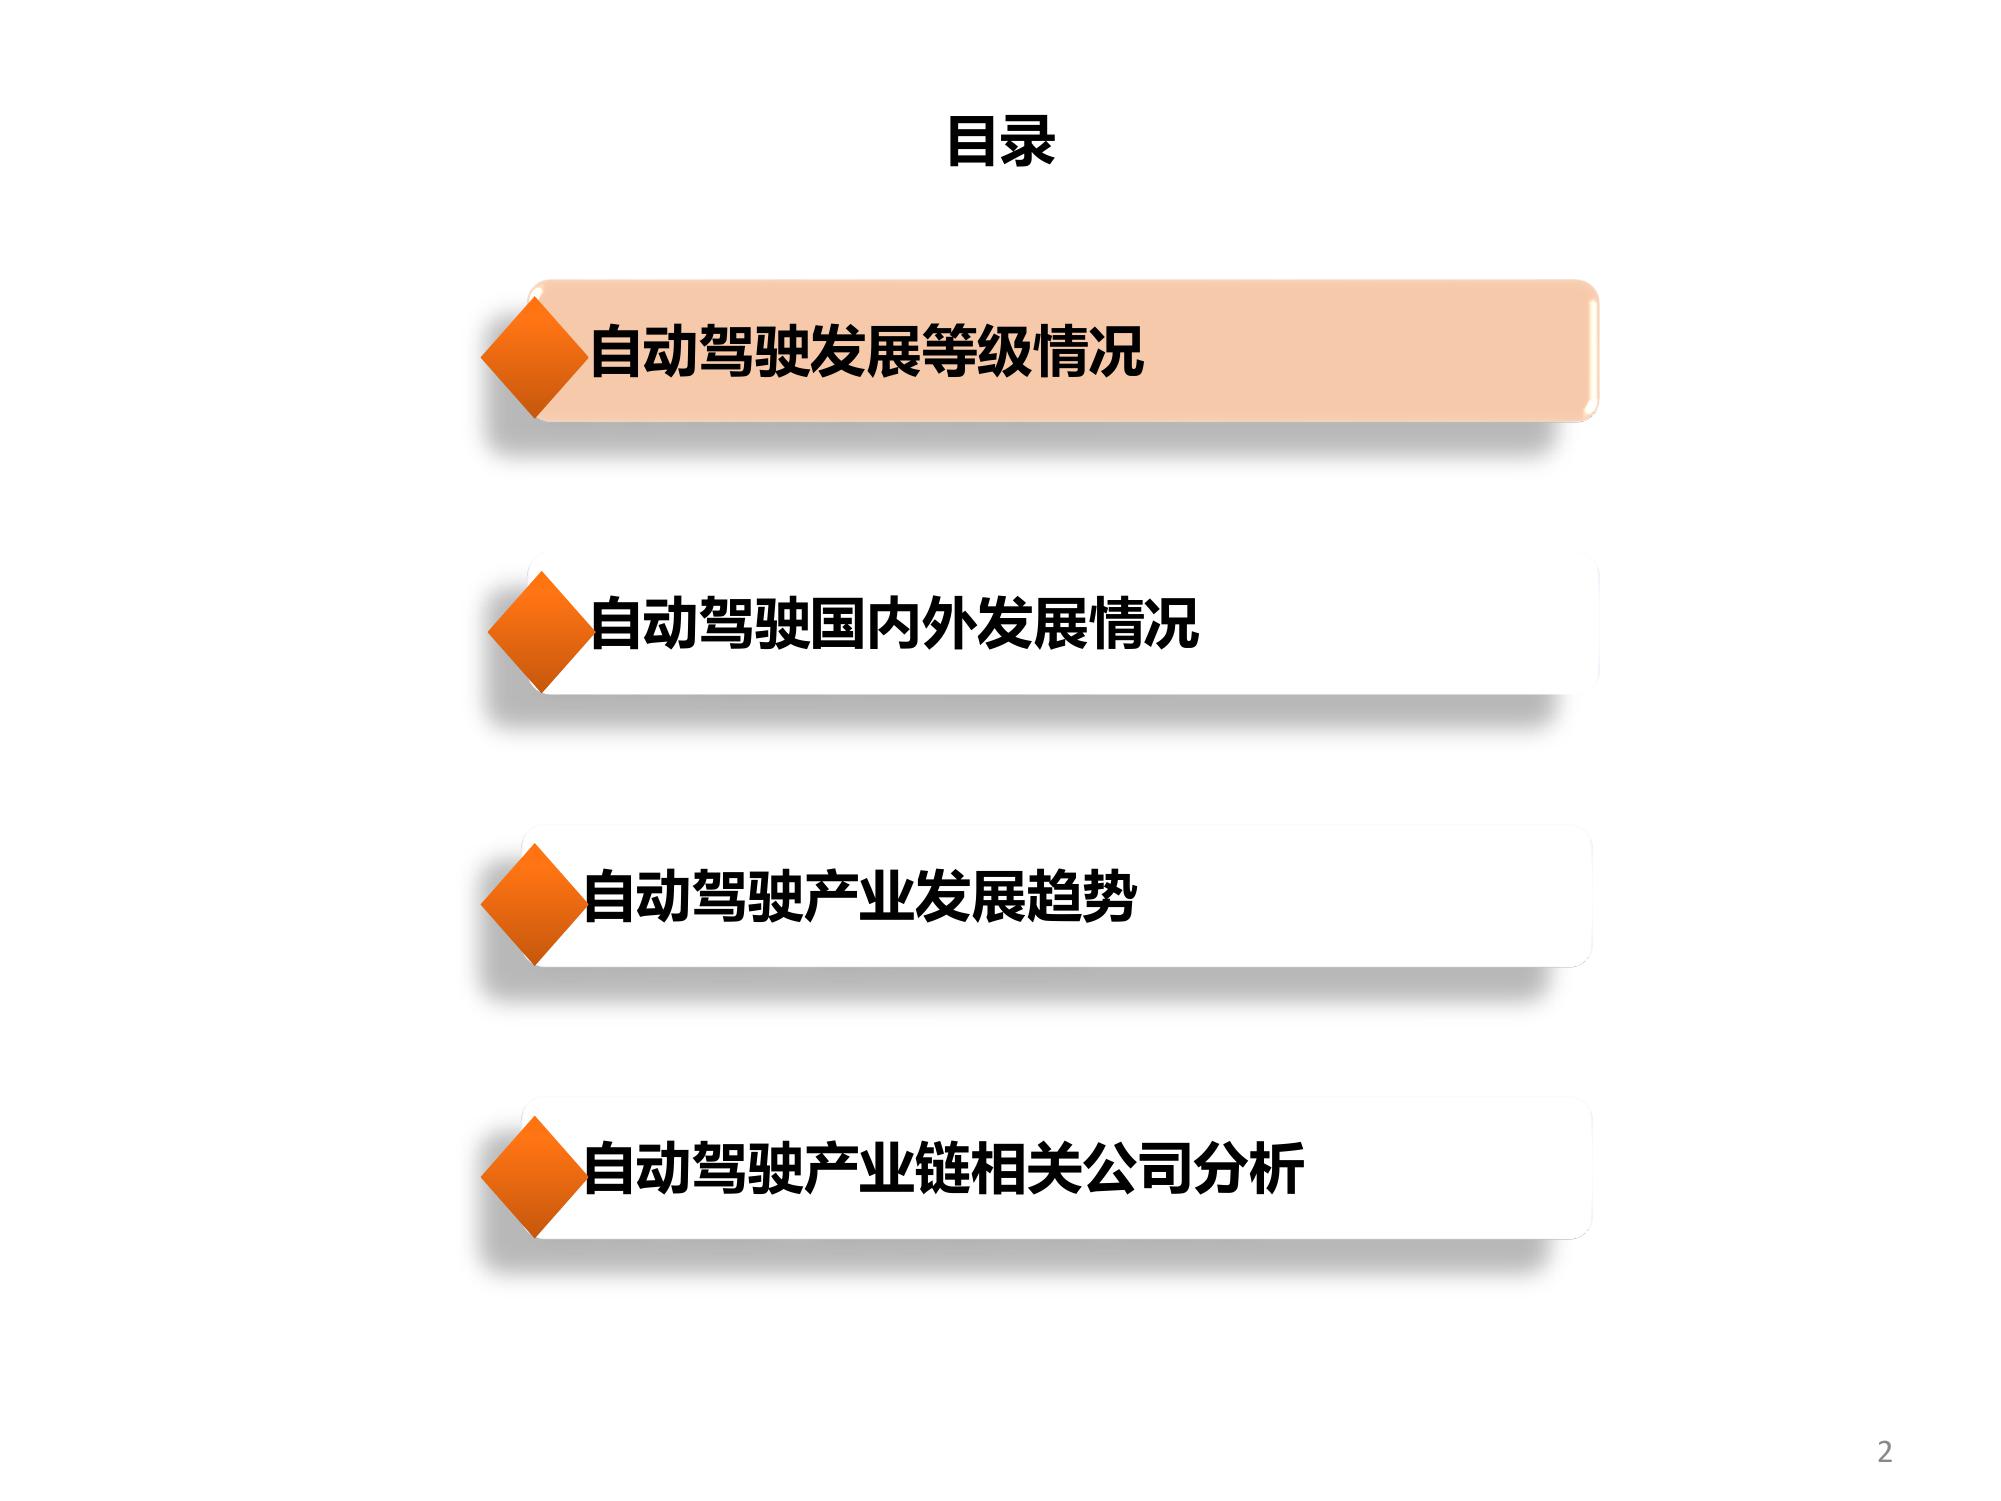 目录
自动驾驶发展等级情况
自动驾驶国内外发展情况
自动驾驶产业发展趋势
自动驾驶产业链相关公司分析
2